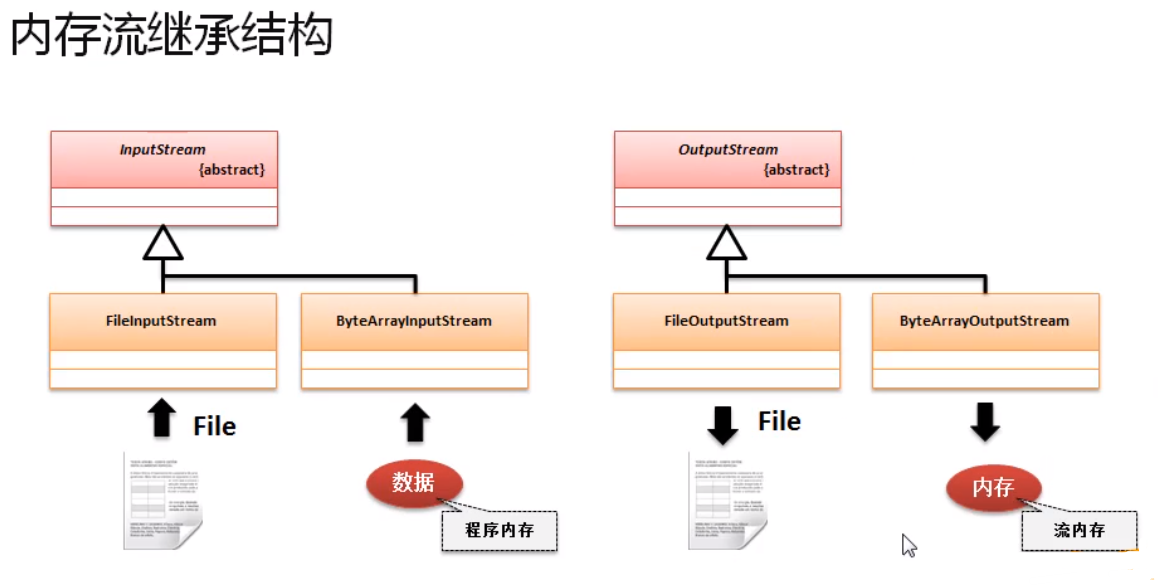 内存流继承结构
InputStream
{abstract}
OutputStream
{abstract}
FileInputStream
ByteArrayInputStream
FileOutputStream
ByteArrayOutputStream
File
File
数据
程序内存
内存
流内存